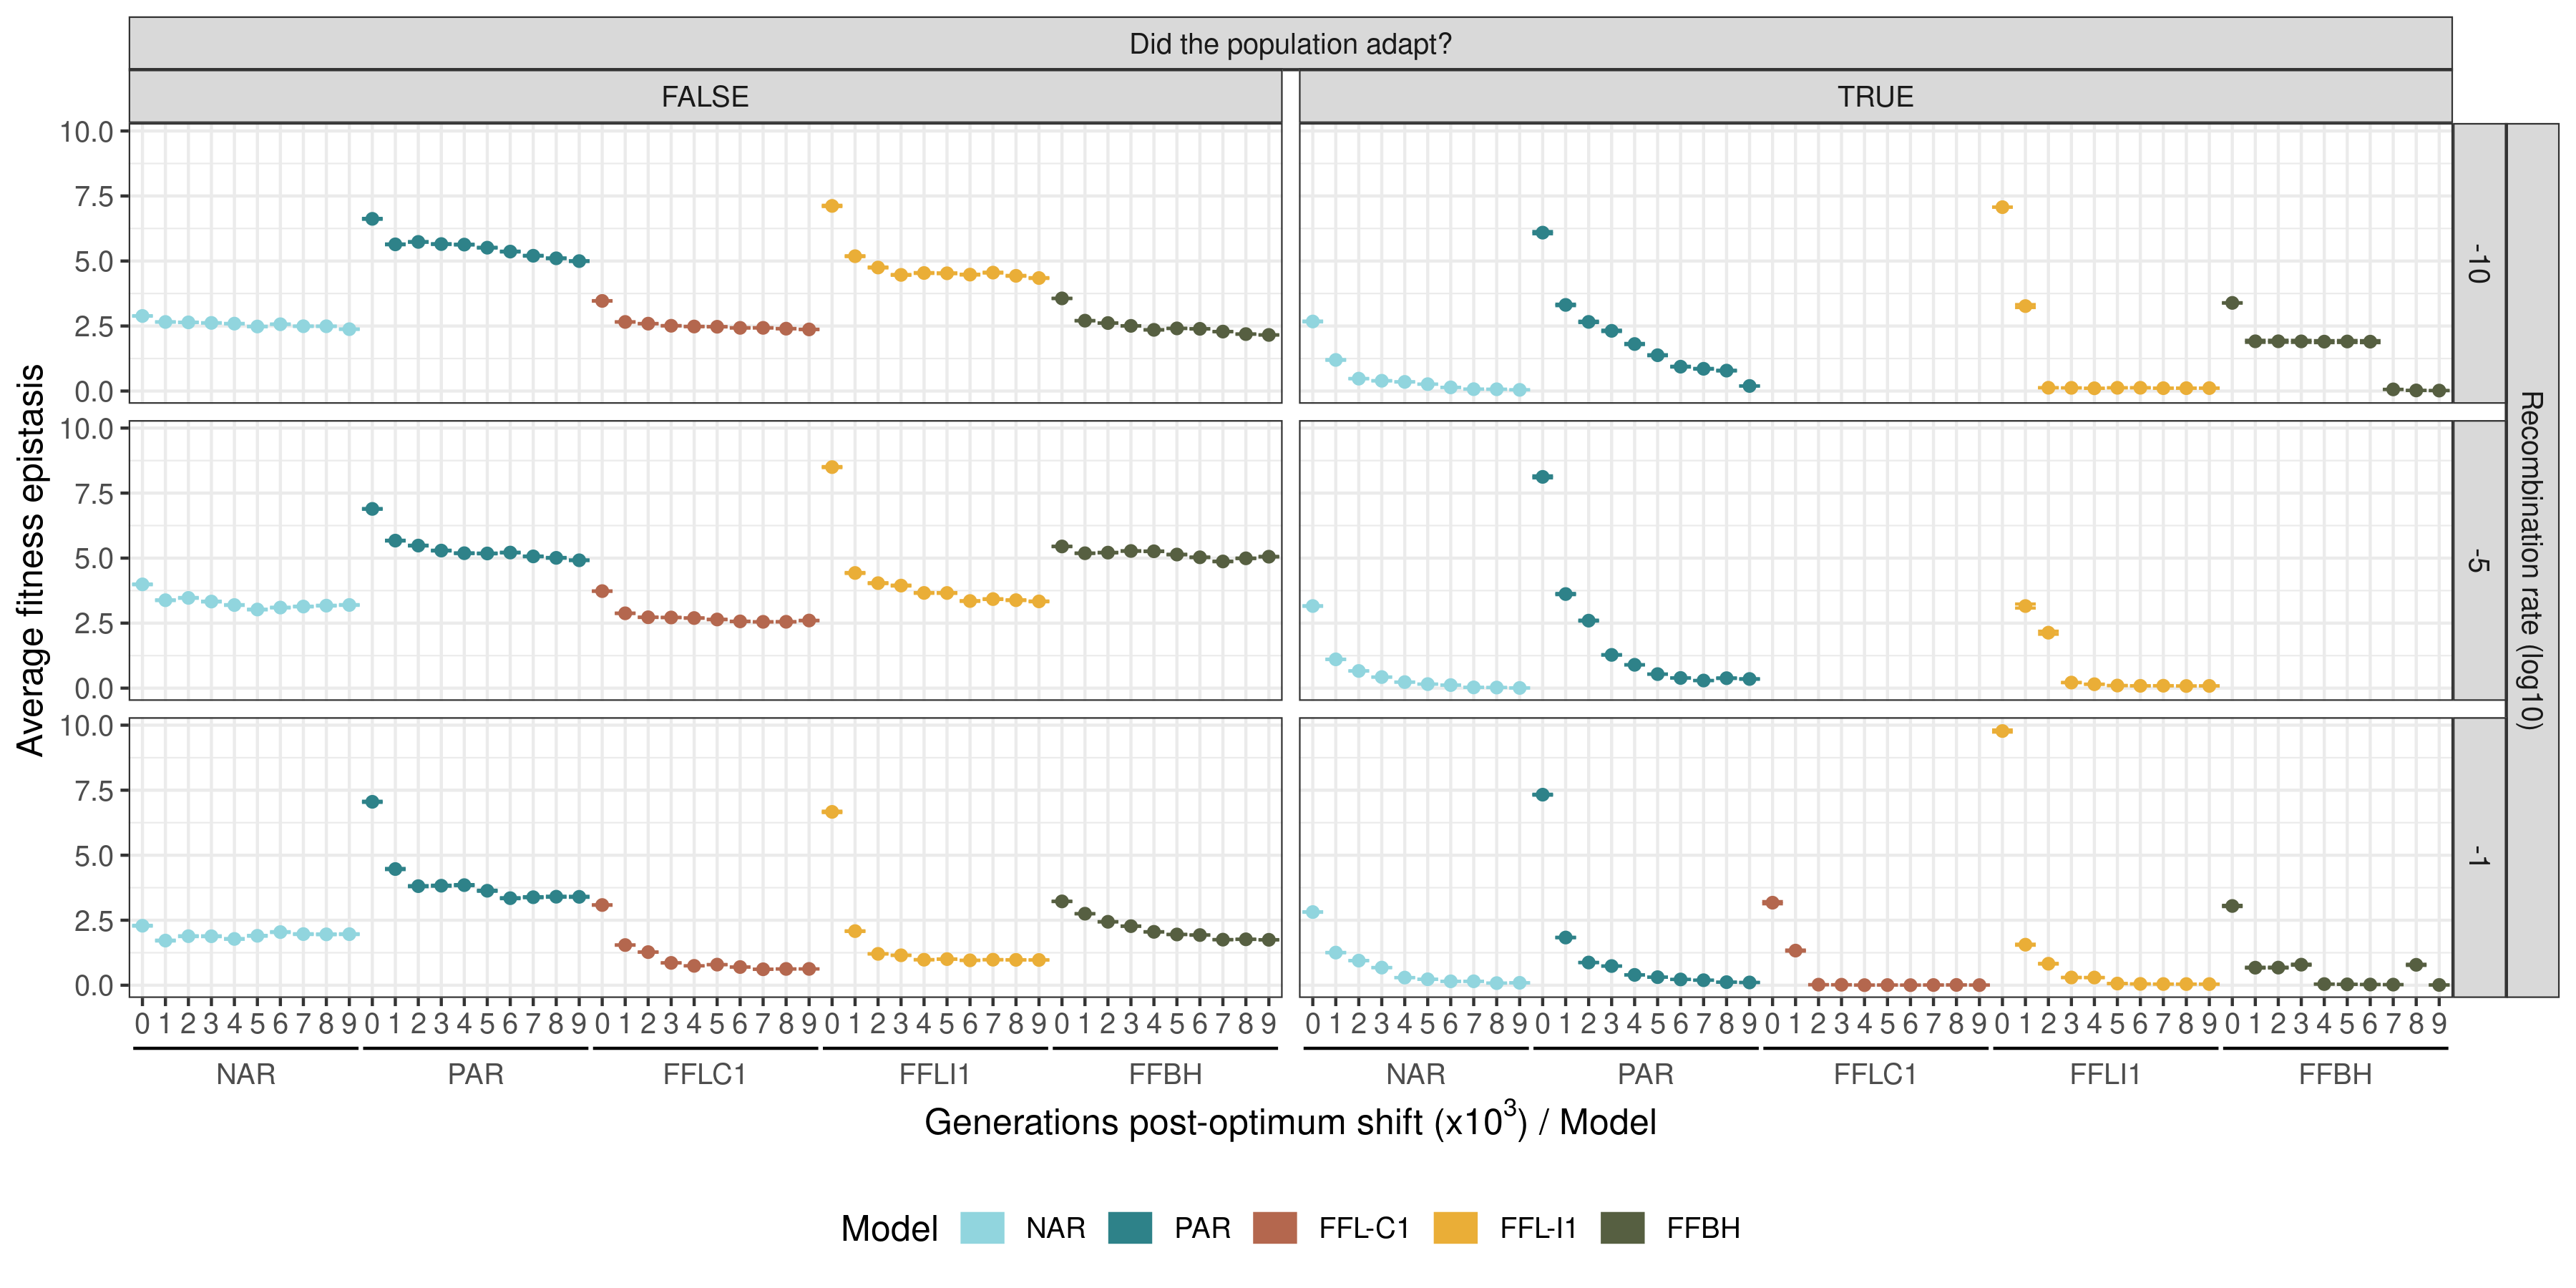 Did the population adapt?
FALSE
TRUE
10.0
7.5
5.0
2.5
0.0
-10
10.0
7.5
5.0
2.5
0.0
-5
10.0
7.5
5.0
2.5
0.0
-1
Average fitness epistasis
Recombination rate (log10)
0 1 2 3 4 5 6 7 8 9 0 1 2 3 4 5 6 7 8 9 0 1 2 3 4 5 6 7 8 9 0 1 2 3 4 5 6 7 8 9 0 1 2 3 4 5 6 7 8 9
0 1 2 3 4 5 6 7 8 9 0 1 2 3 4 5 6 7 8 9 0 1 2 3 4 5 6 7 8 9 0 1 2 3 4 5 6 7 8 9 0 1 2 3 4 5 6 7 8 9
NAR PAR FFLC1 FFLI1 FFBH
NAR PAR FFLC1 FFLI1 FFBH
Generations post-optimum shift (x10³) / Model
Model NAR PAR FFL-C1 FFL-I1 FFBH